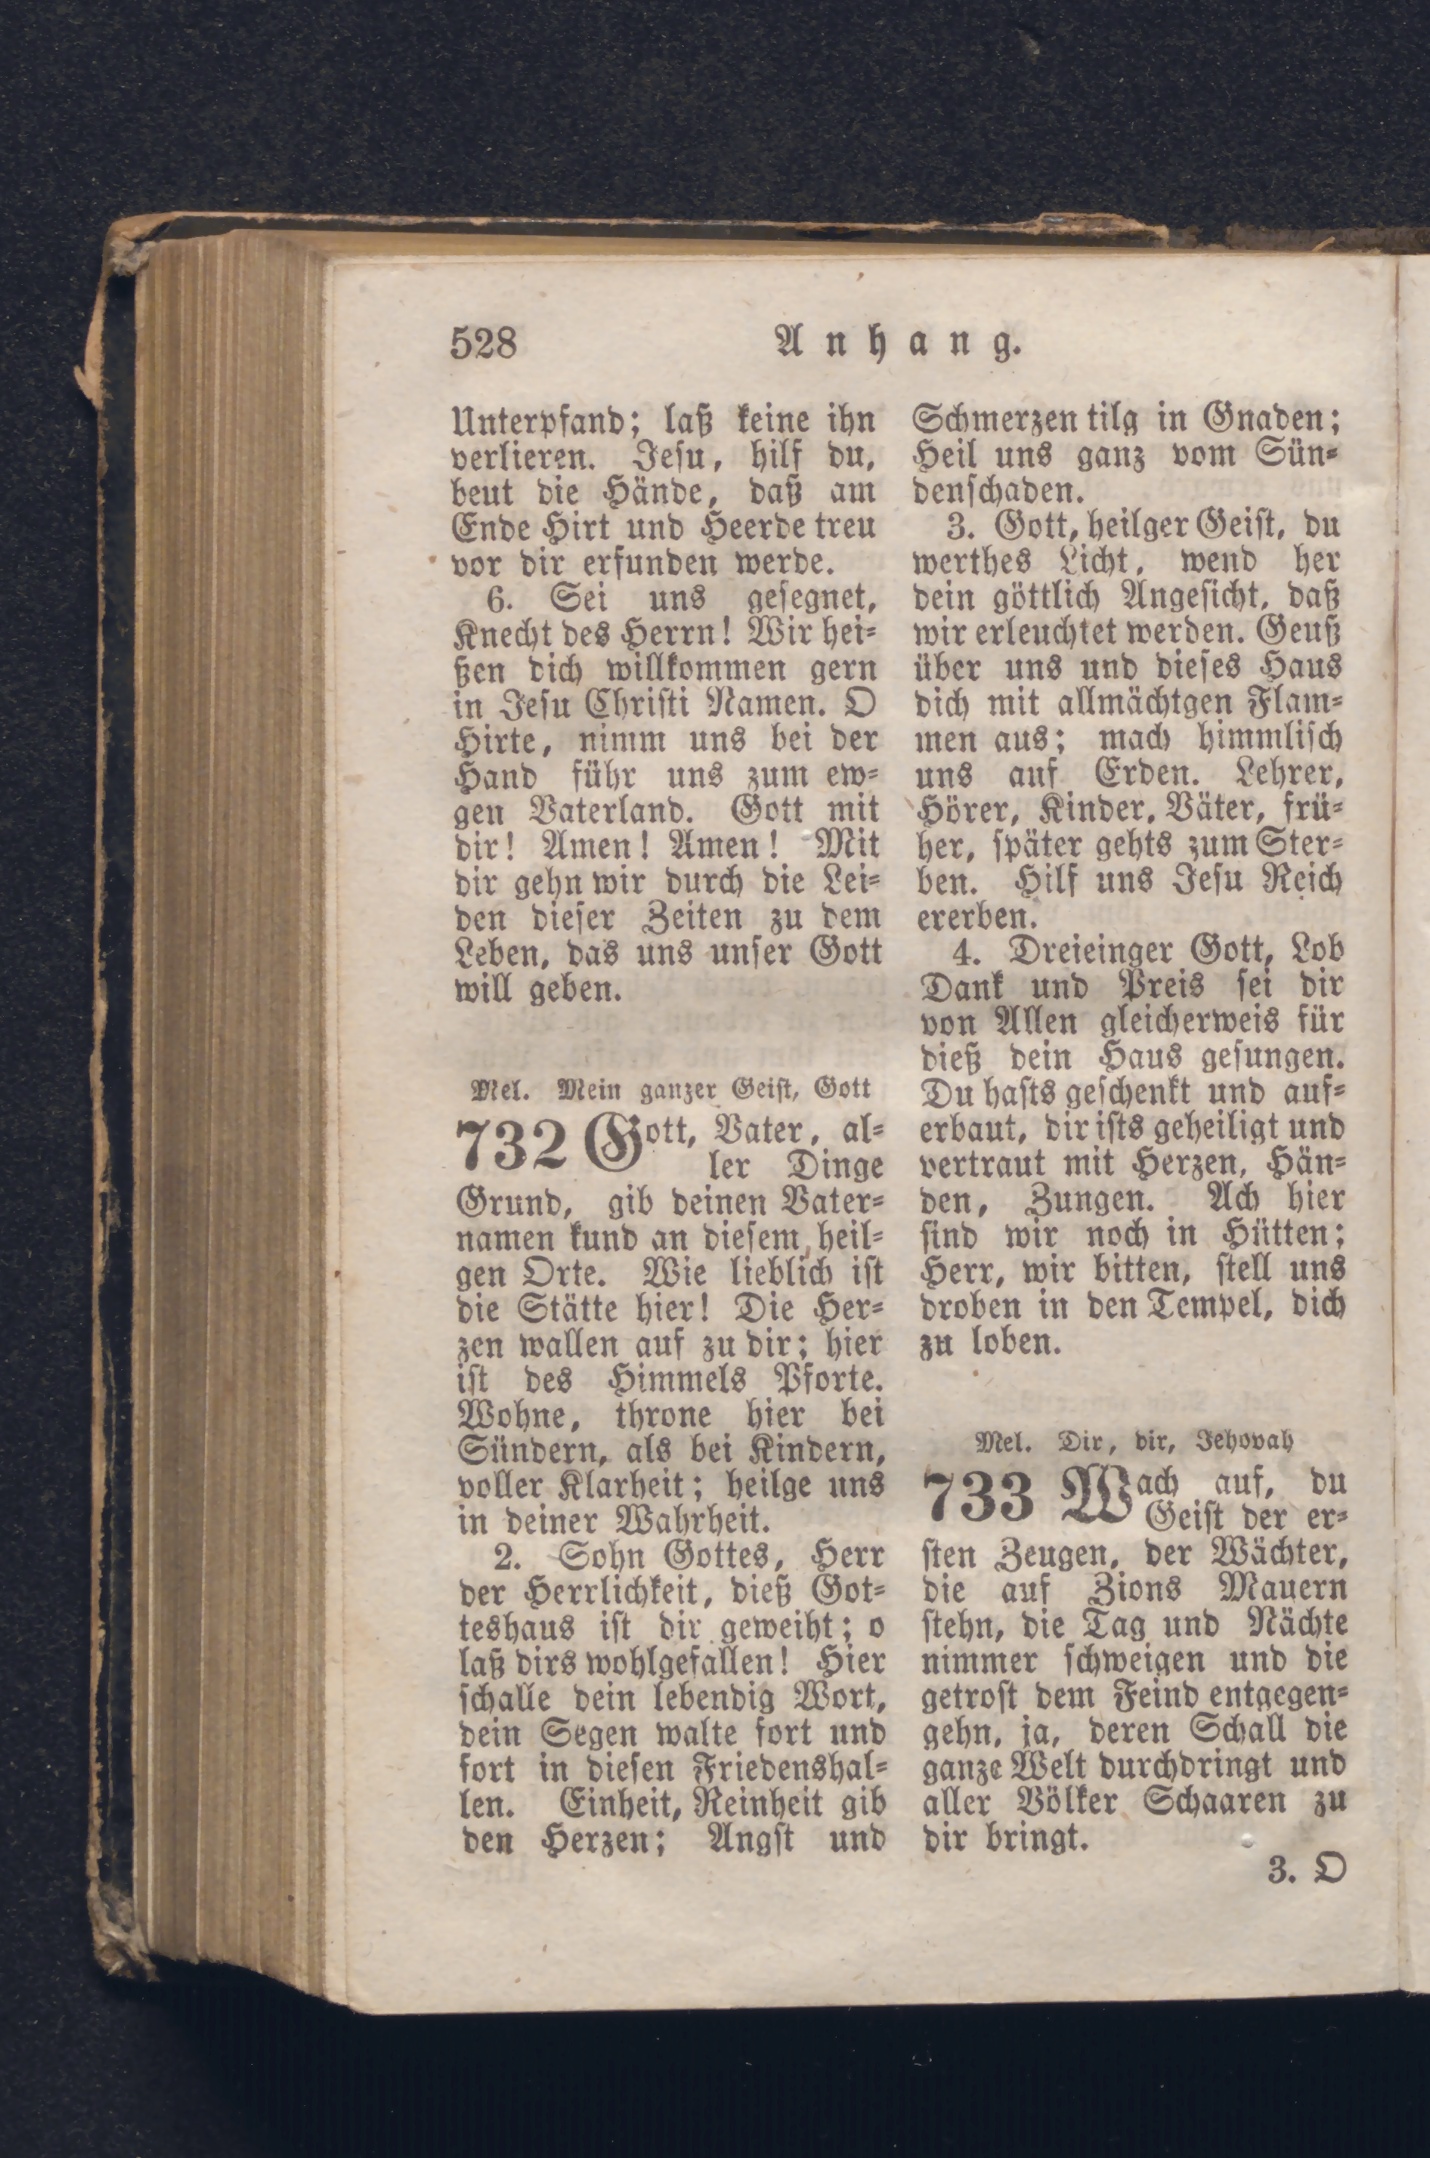 528
Anhang.
Unterpfand; laß keine ihn
verlieren. Jesu, hilf du,
beut die Hände, daß am
Ende Hirt und Heerde treu
vor dir erfunden werde.
6. Sei uns gesegnet,
Knecht des Herrn! Wir hei=
ßen dich willkommen gern
in Jesu Christi Namen. O
Hirte, nimm uns bei der
Hand führ uns zum ew=
gen Vaterland. Gott mit
dir! Amen! Amen! Mit
dir gehn wir durch die Lei=
den dieser Zeiten zu dem
Leben, das uns unser Gott
will geben.
Mel. Mein ganzer Geist, Gott
732 Gott, Vater, al=
ler Dinge
Grund, gib deinen Vater=
namen kund an diesem heil=
gen Orte. Wie lieblich ist
die Stätte hier! Die Her=
zen wallen auf zu dir; hier
ist des Himmels Pforte.
Wohne, throne hier bei
Sündern, als bei Kindern,
voller Klarheit; heilge uns
in deiner Wahrheit.
2. Sohn Gottes, Herr
der Herrlichkeit, dieß Got=
teshaus ist dir geweiht; o
laß dirs wohlgefallen! Hier
schalle dein lebendig Wort,
dein Segen walte fort und
fort in diesen Friedenshal=
len. Einheit, Reinheit gib
den Herzen; Angst und
Schmerzen tilg in Gnaden;
Heil uns ganz vom Sün=
denschaden.
3. Gott, heilger Geist, du
werthes Licht, wend her
dein göttlich Angesicht, daß
wir erleuchtet werden. Geuß
über uns und dieses Haus
dich mit allmächtgen Flam=
men aus; mach himmlisch
uns auf Erden. Lehrer,
Hörer, Kinder, Väter, frü=
her, später gehts zum Ster=
ben. Hilf uns Jesu Reich
ererben.
4. Dreieinger Gott, Lob
Dank und Preis sei dir
von Allen gleicherweis für
dieß dein Haus gesungen.
Du hasts geschenkt und auf=
erbaut, dir ists geheiligt und
vertraut mit Herzen, Hän=
den, Zungen. Ach hier
sind wir noch in Hütten;
Herr, wir bitten, stell uns
droben in den Tempel, dich
zu loben.
Mel. Dir, dir, Jehovah
733 Wach auf, du
Geist der er=
sten Zeugen, der Wächter,
die auf Zions Mauern
stehn, die Tag und Nächte
nimmer schweigen und die
getrost dem Feind entgegen=
gehn, ja, deren Schall die
ganze Welt durchdringt und
aller Völker Schaaren zu
dir bringt.
3. O